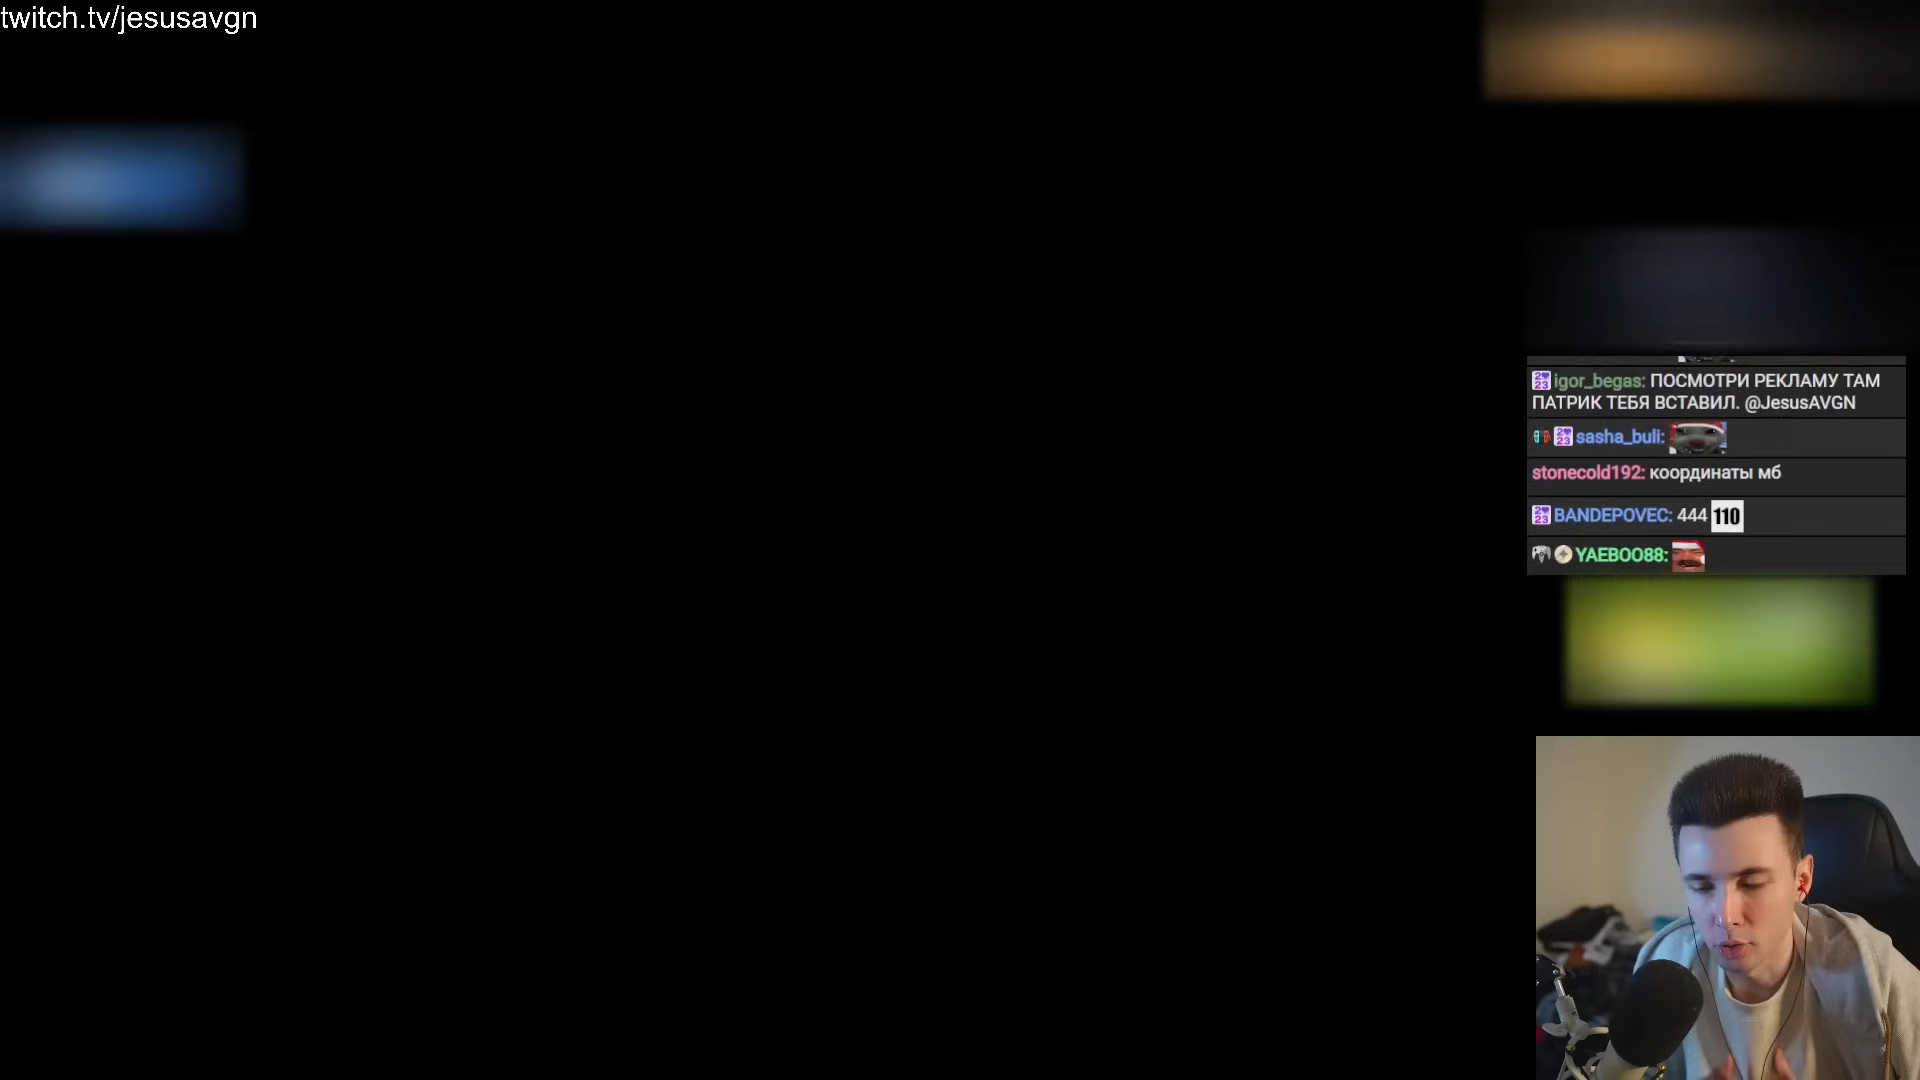 twitch.tv/jesusavgn
igor_begas: ПОСМОТРИ РЕКЛАМУ ТАМ
ПАТРИК ТЕБЯ ВСТАВИЛ. @JesusAVGN
sasha_buli:
stonecold192: координаты мб
BANDEPOVEC: 444 110
YAEBOO88: